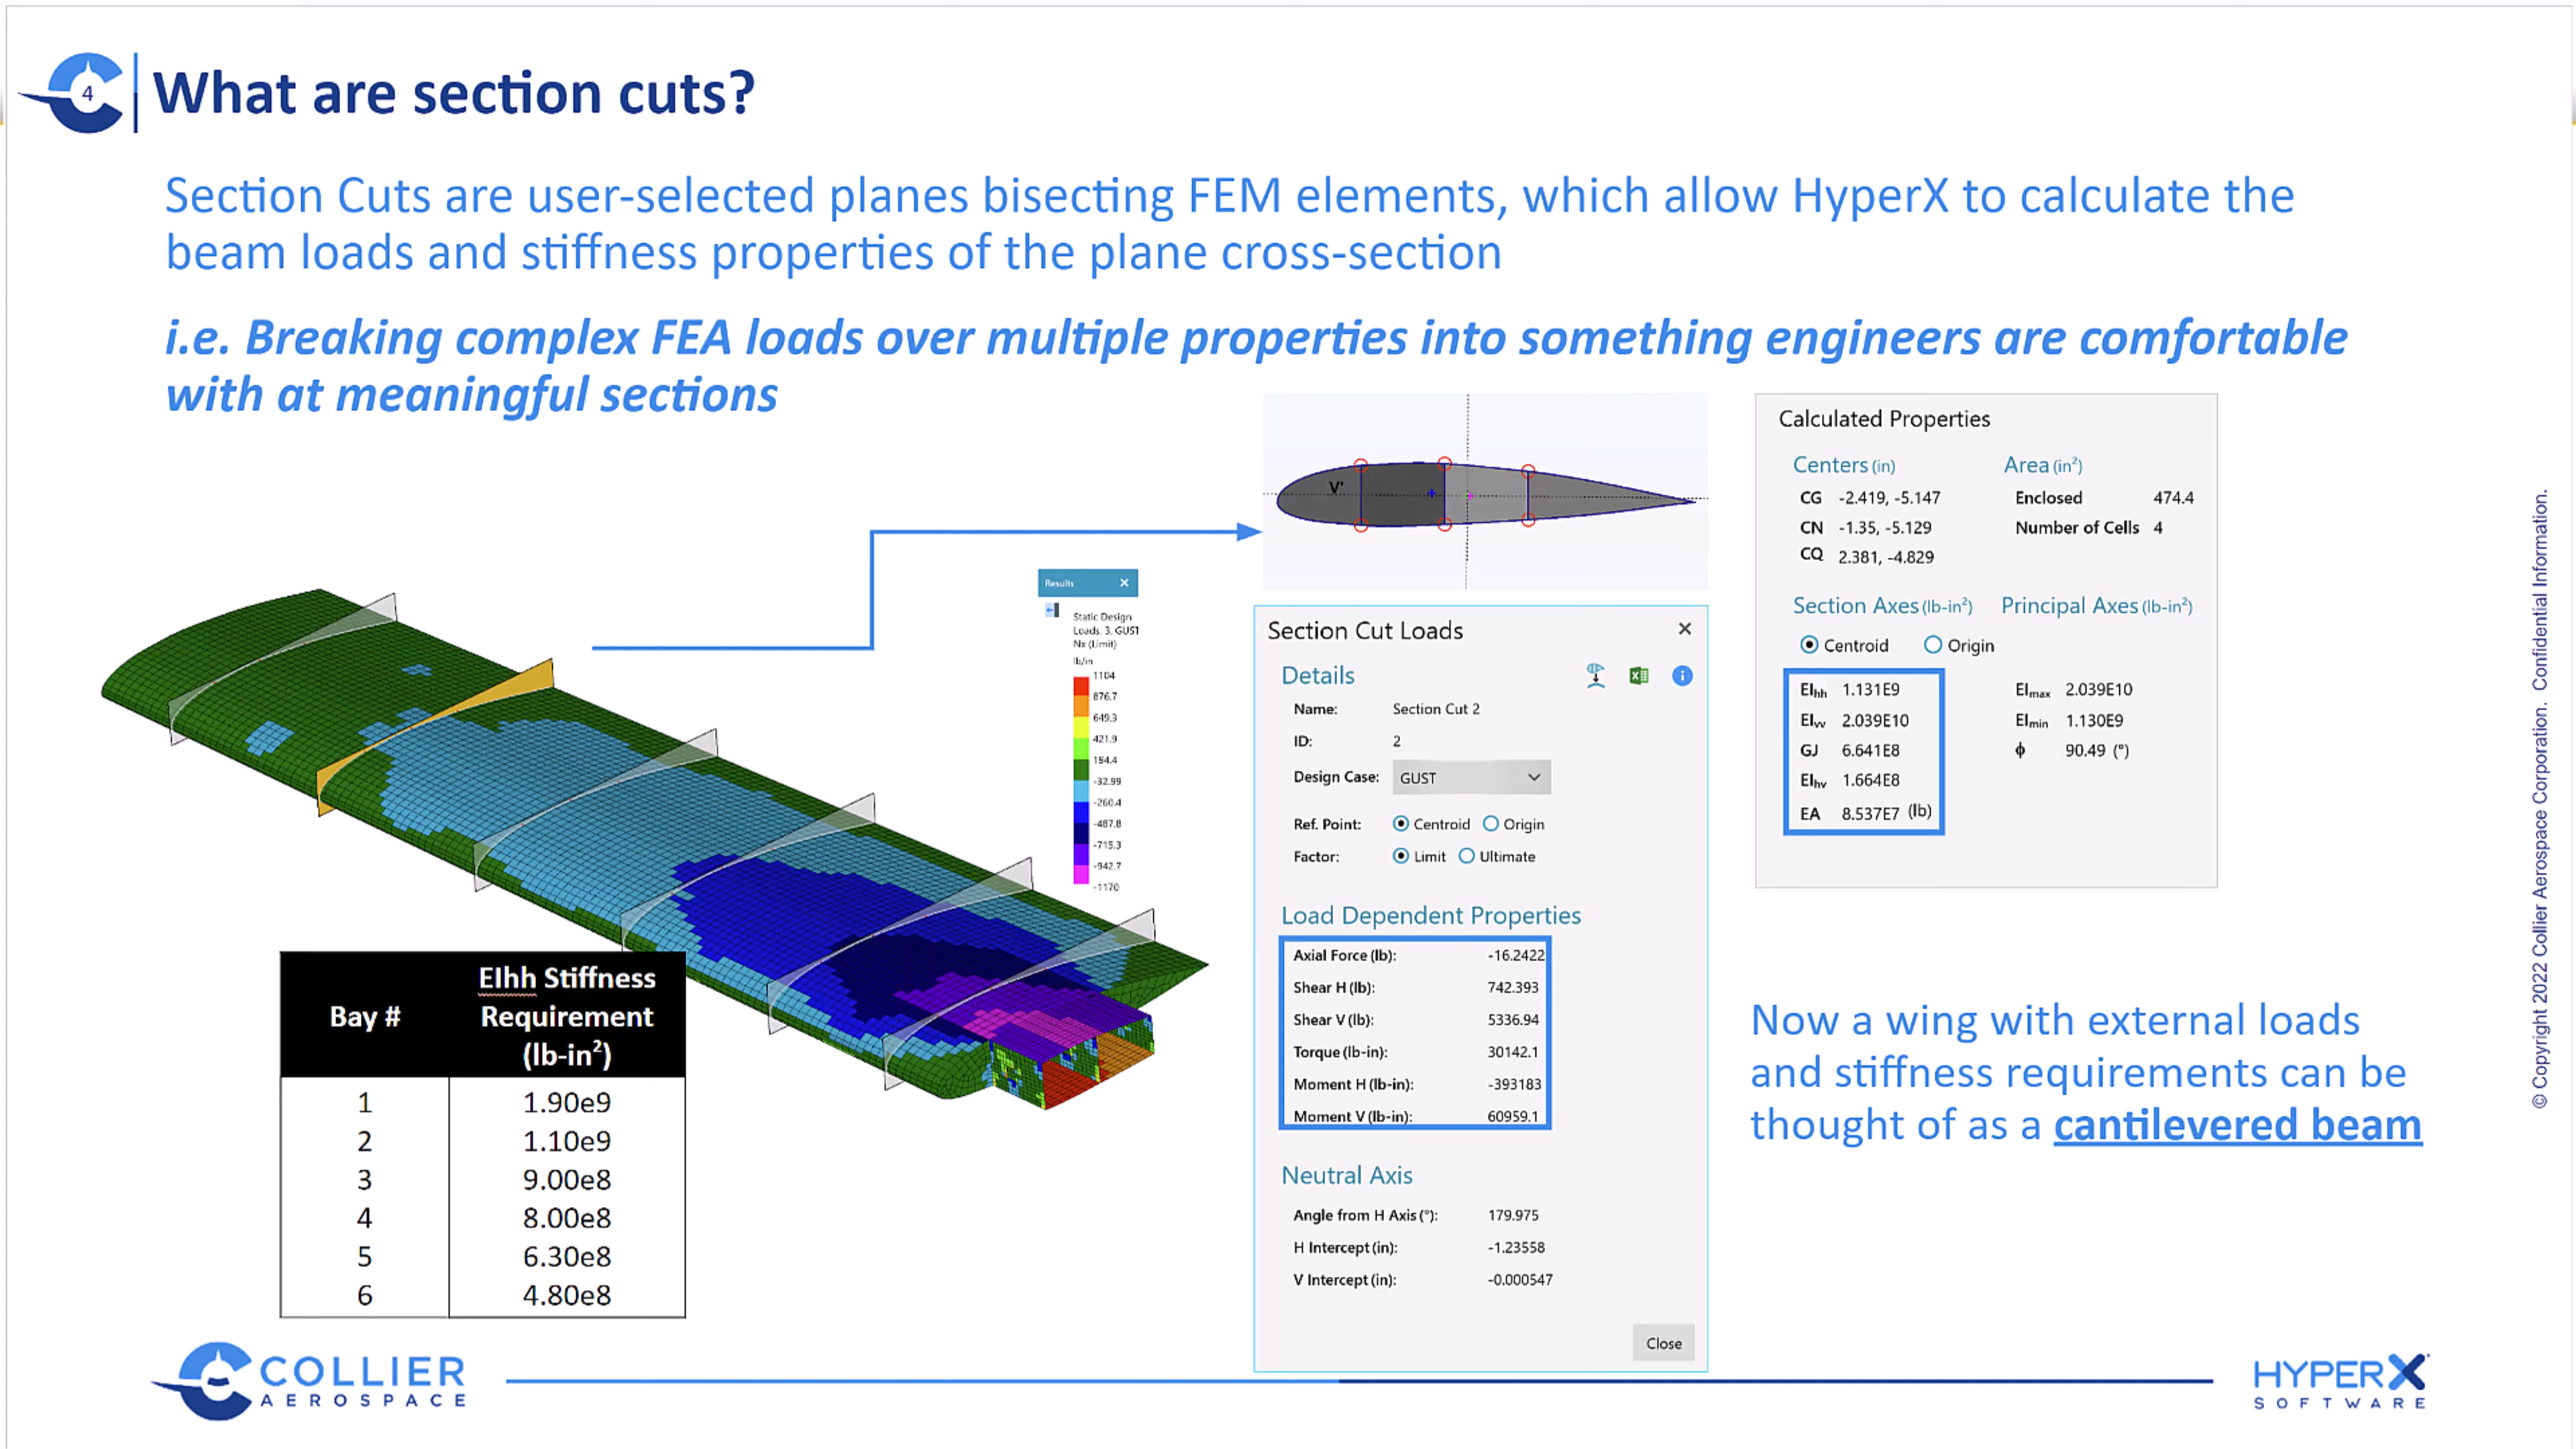 4
What are section cuts?
Section Cuts are user-selected planes bisecting FEM elements, which allow HyperX to calculate the
beam loads and stiffness properties of the plane cross-section
i.e. Breaking complex FEA loads over multiple properties into something engineers are comfortable
with at meaningful sections
V'
Results ×
Static Design
Loads, 3, GUST
Nx (Limit)
lb/in
1104
876.7
649.3
421.9
194.4
-32.99
-260.4
-487.8
-715.3
-942.7
-1170
Bay #
EIhh Stiffness
Requirement
(lb-in²)
1 1.90e9
2 1.10e9
3 9.00e8
4 8.00e8
5 6.30e8
6 4.80e8
Section Cut Loads ×
Details
Name: Section Cut 2
ID: 2
Design Case: GUST
Ref. Point: Centroid Origin
Factor: Limit Ultimate
Load Dependent Properties
Axial Force (lb): -16.2422
Shear H (lb): 742.393
Shear V (lb): 5336.94
Torque (lb-in): 30142.1
Moment H (lb-in): -393183
Moment V (lb-in): 60959.1
Neutral Axis
Angle from H Axis (°): 179.975
H Intercept (in): -1.23558
V Intercept (in): -0.000547
Close
Calculated Properties
Centers (in) Area (in²)
CG -2.419, -5.147 Enclosed 474.4
CN -1.35, -5.129 Number of Cells 4
CQ 2.381, -4.829
Section Axes (lb-in²) Principal Axes (lb-in²)
Centroid Origin
EIhh 1.131E9 EImax 2.039E10
EIvv 2.039E10 EImin 1.130E9
GJ 6.641E8 ϕ 90.49 (°)
EIhv 1.664E8
EA 8.537E7 (lb)
Now a wing with external loads
and stiffness requirements can be
thought of as a cantilevered beam
© Copyright 2022 Collier Aerospace Corporation. Confidential Information.
COLLIER
AEROSPACE
HYPERX
SOFTWARE